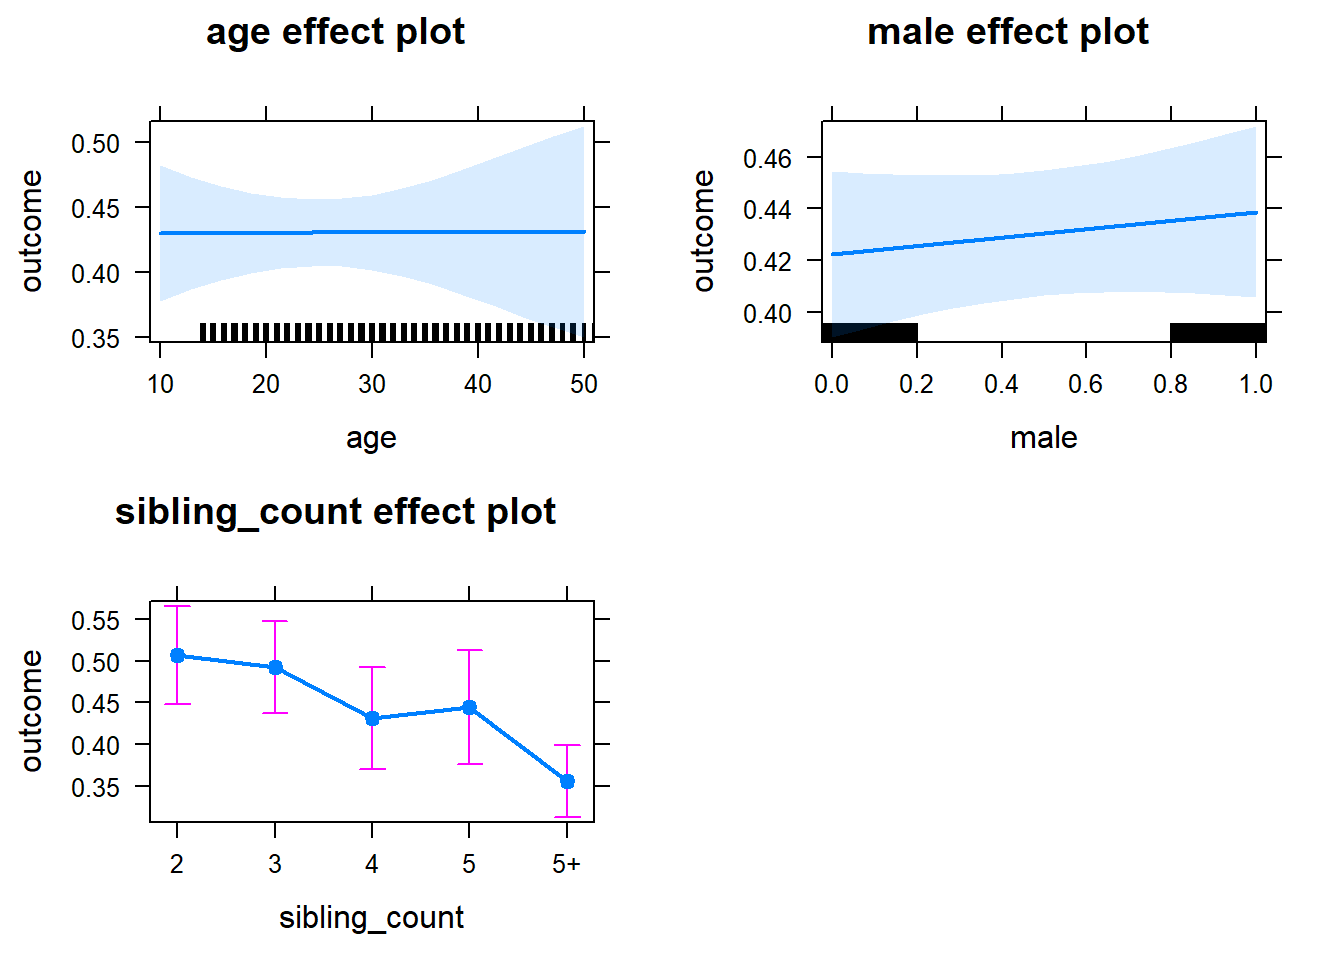 age effect plot
outcome
0.50
0.45
0.40
0.35
10 20 30 40 50
age
male effect plot
outcome
0.46
0.44
0.42
0.40
0.0 0.2 0.4 0.6 0.8 1.0
male
sibling_count effect plot
outcome
0.55
0.50
0.45
0.40
0.35
2 3 4 5 5+
sibling_count